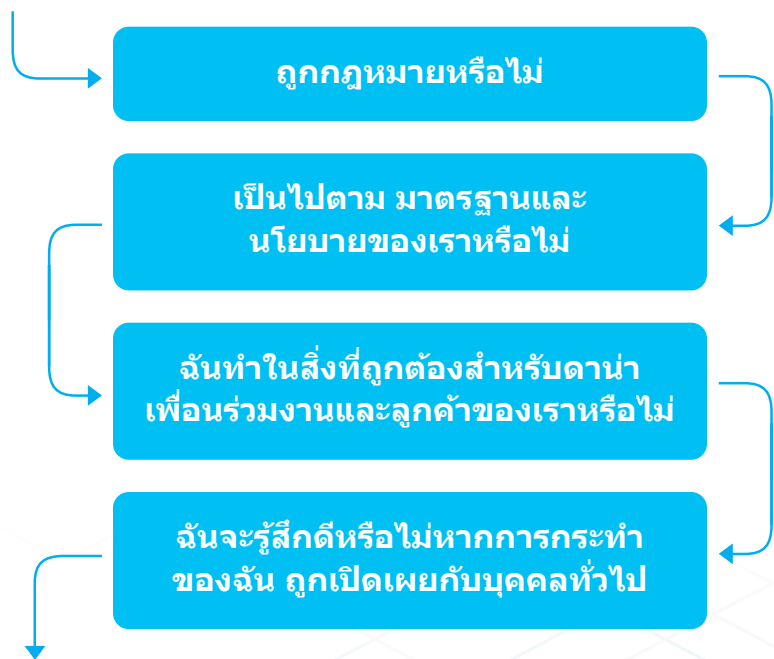 ถูกกฎหมายหรือไม่
เป็นไปตาม มาตรฐานและ
นโยบายของเราหรือไม่
ฉันทำในสิ่งที่ถูกต้องสำหรับดาน่า
เพื่อนร่วมงานและลูกค้าของเราหรือไม่
ฉันจะรู้สึกดีหรือไม่หากการกระทำ
ของฉัน ถูกเปิดเผยกับบุคคลทั่วไป